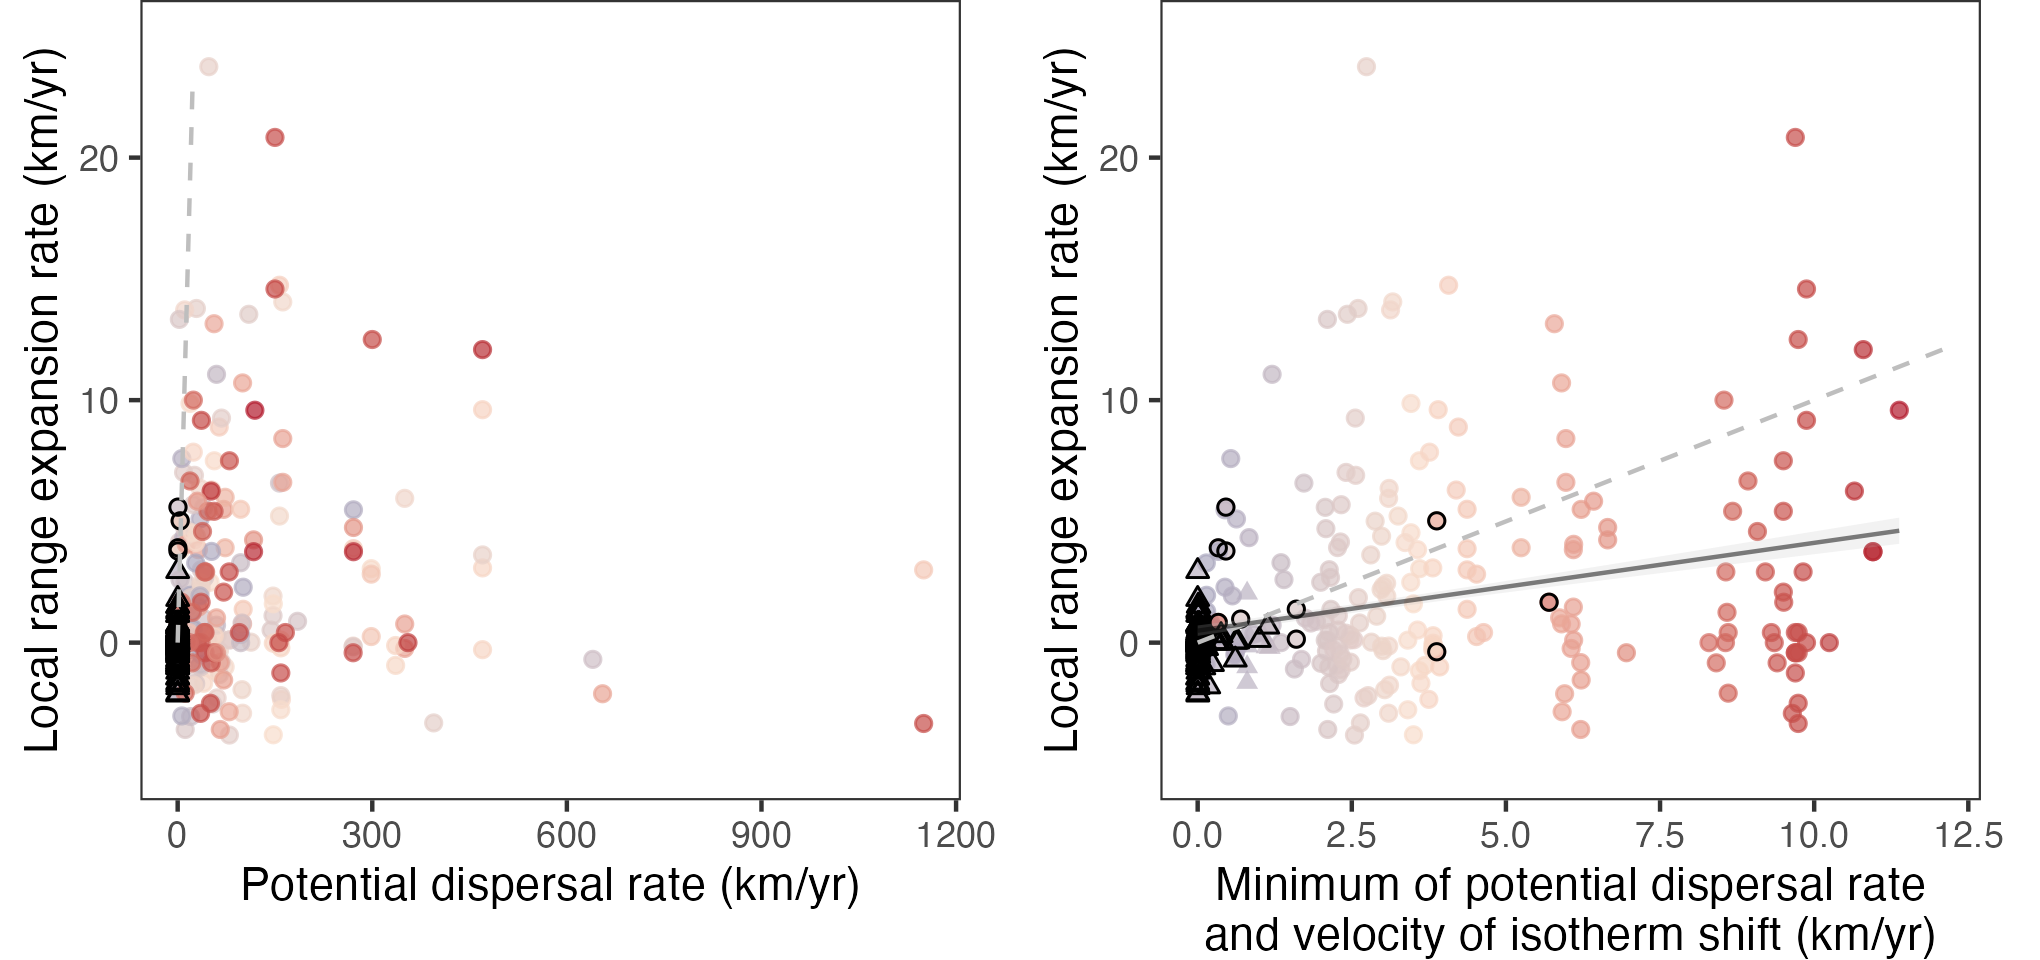 Local range expansion rate (km/yr)
20
10
0
0 300 600 900 1200
Potential dispersal rate (km/yr)
Local range expansion rate (km/yr)
20
10
0
0.0 2.5 5.0 7.5 10.0 12.5
Minimum of potential dispersal rate
and velocity of isotherm shift (km/yr)